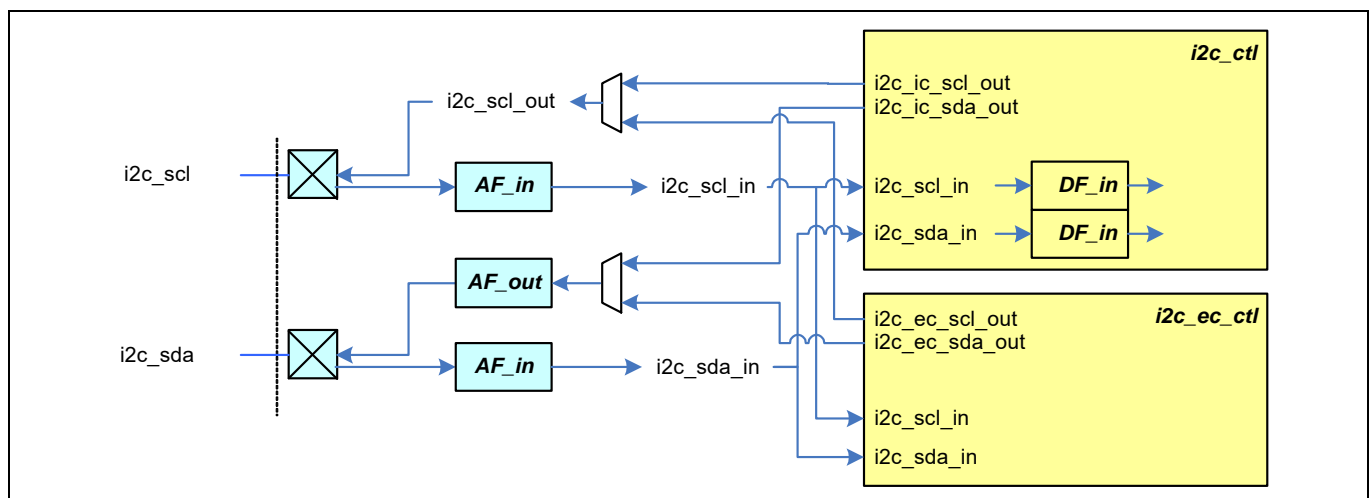 i2c_ctl
i2c_ic_scl_out
i2c_ic_sda_out
i2c_scl_out
i2c_scl
AF_in
i2c_scl_in
i2c_scl_in
DF_in
i2c_sda_in
DF_in
AF_out
i2c_ec_ctl
i2c_ec_scl_out
i2c_ec_sda_out
i2c_sda
AF_in
i2c_sda_in
i2c_scl_in
i2c_sda_in